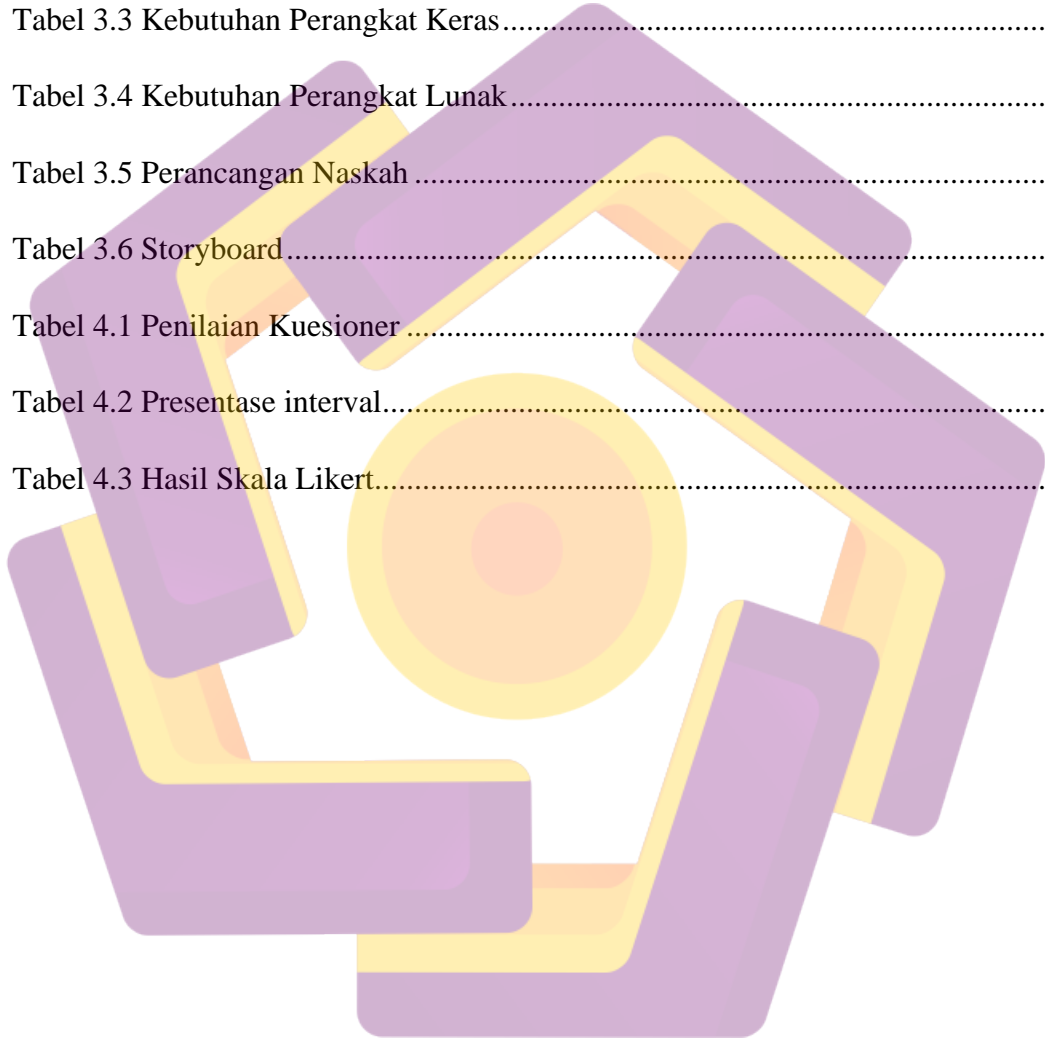 Tabel 3.3 Kebutuhan Perangkat Keras........................................................................
Tabel 3.4 Kebutuhan Perangkat Lunak.......................................................................
Tabel 3.5 Perancangan Naskah ..................................................................................
Tabel 3.6 Storyboard..................................................................................................
Tabel 4.1 Penilaian Kuesioner ...................................................................................
Tabel 4.2 Presentase interval......................................................................................
Tabel 4.3 Hasil Skala Likert.......................................................................................